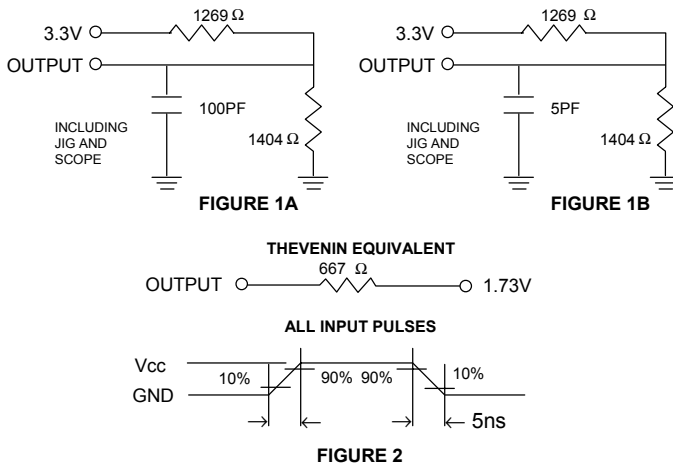 1269 Ω
3.3V
OUTPUT
100PF
INCLUDING
JIG AND
SCOPE
1404 Ω
FIGURE 1A
1269 Ω
3.3V
OUTPUT
5PF
INCLUDING
JIG AND
SCOPE
1404 Ω
FIGURE 1B
THEVENIN EQUIVALENT
667 Ω
OUTPUT 1.73V
ALL INPUT PULSES
Vcc
GND
10% 90% 90% 10%
5ns
FIGURE 2